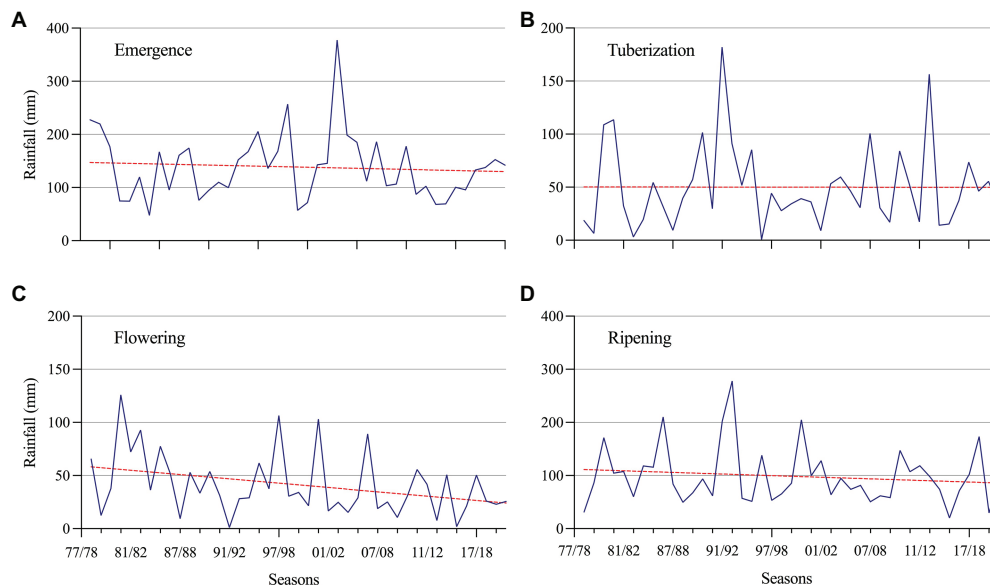 A
Emergence
Rainfall (mm)
400
300
200
100
0
B
Tuberization
200
150
100
50
0
C
Flowering
Rainfall (mm)
200
150
100
50
0
77/78 81/82 87/88 91/92 97/98 01/02 07/08 11/12 17/18
Seasons
D
Ripening
400
300
200
100
0
77/78 81/82 87/88 91/92 97/98 01/02 07/08 11/12 17/18
Seasons